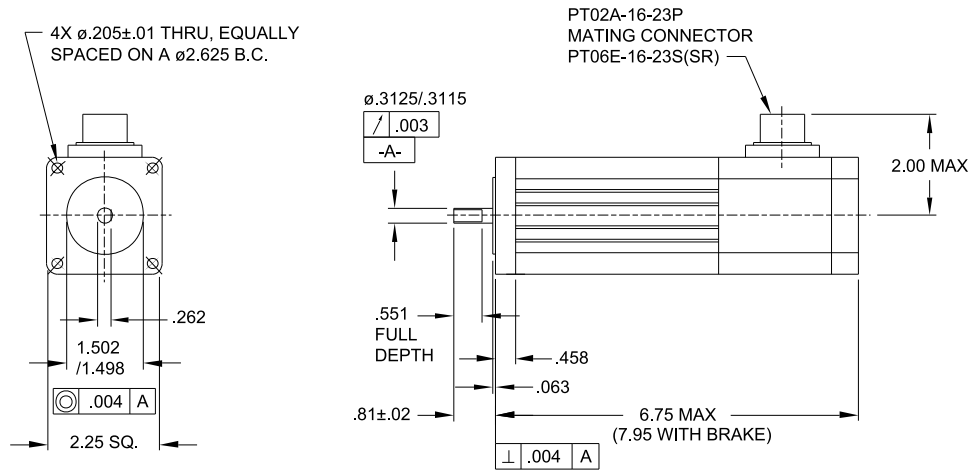 4X ø.205±.01 THRU, EQUALLY
SPACED ON A ø2.625 B.C.
PT02A-16-23P
MATING CONNECTOR
PT06E-16-23S(SR)
ø.3125/.3115
.003
-A-
2.00 MAX
.262
1.502
/1.498
.004 A
2.25 SQ.
.551
FULL
DEPTH
.458
.063
.81±.02
6.75 MAX
(7.95 WITH BRAKE)
⊥ .004 A